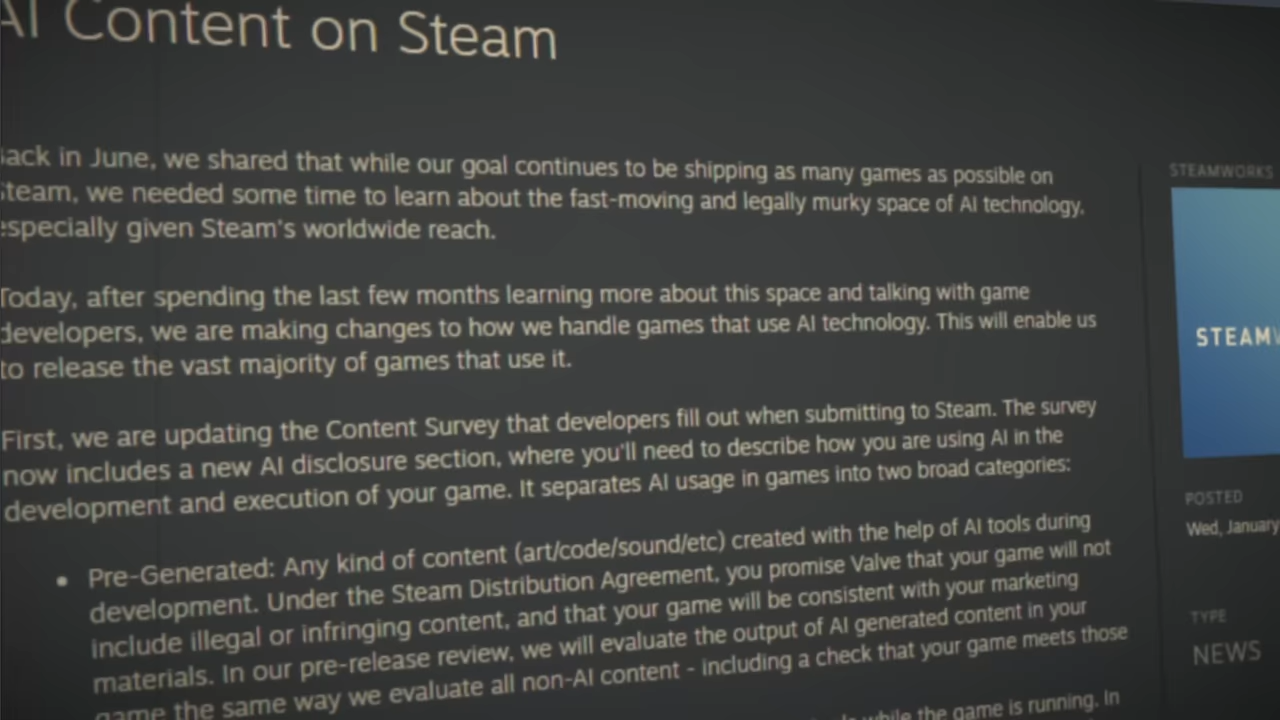 AI Content on Steam
Back in June, we shared that while our goal continues to be shipping as many games as possible on
Steam, we needed some time to learn about the fast-moving and legally murky space of AI technology,
especially given Steam's worldwide reach.
Today, after spending the last few months learning more about this space and talking with game
developers, we are making changes to how we handle games that use AI technology. This will enable us
to release the vast majority of games that use it.
First, we are updating the Content Survey that developers fill out when submitting to Steam. The survey
now includes a new AI disclosure section, where you'll need to describe how you are using AI in the
development and execution of your game. It separates AI usage in games into two broad categories:
• Pre-Generated: Any kind of content (art/code/sound/etc) created with the help of AI tools during
development. Under the Steam Distribution Agreement, you promise Valve that your game will not
include illegal or infringing content, and that your game will be consistent with your marketing
materials. In our pre-release review, we will evaluate the output of AI generated content in your
game the same way we evaluate all non-AI content - including a check that your game meets those
while the game is running. In
STEAMWORKS
STEAM
POSTED
Wed, January
TYPE
NEWS